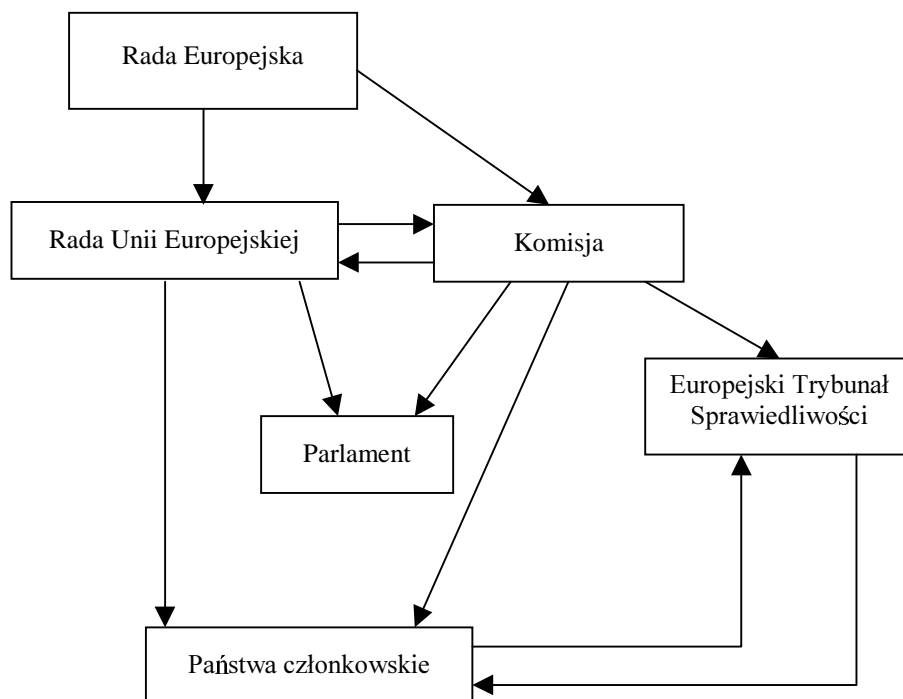 Rada Europejska
Rada Unii Europejskiej
Komisja
Europejski Trybunał
Sprawiedliwości
Parlament
Państwa członkowskie